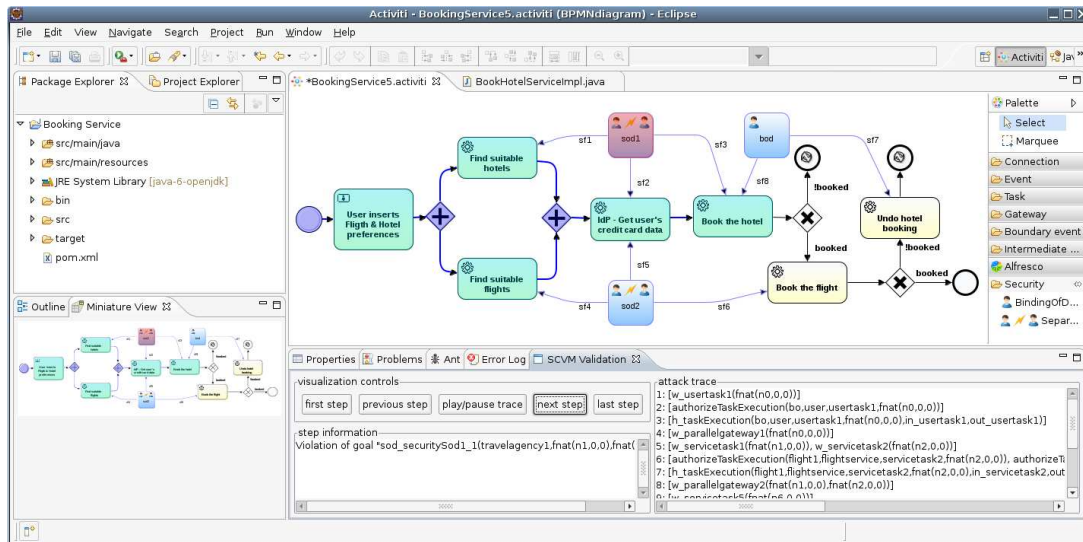 Activiti - BookingService5.activiti (BPMNdiagram) - Eclipse
File Edit View Navigate Search Project Run Window Help
Activiti Jav »
Package Explorer Project Explorer
Booking Service
src/main/java
src/main/resources
JRE System Library [java-6-openjdk]
bin
src
target
pom.xml
Outline Miniature View
*BookingService5.activiti BookHotelServiceImpl.java
User inserts
Fligth & Hotel
preferences
Find suitable
hotels
Find suitable
flights
sod1
sf1
sf2
sf3
IdP - Get user's
credit card data
sod2
sf4
sf5
sf6
bod
sf7
sf8
Book the hotel
!booked
booked
Book the flight
Undo hotel
booking
!booked
booked
Palette
Select
Marquee
Connection
Event
Task
Gateway
Boundary event
Intermediate ...
Alfresco
Security
BindingOfD...
Separ...
Properties Problems Ant Error Log SCVM Validation
visualization controls
first step previous step play/pause trace next step last step
step information
Violation of goal "sod_securitySod1_1(travelagency1,fnat(n1,0,0),fnat(
attack trace
1: [w_usertask1(fnat(n0,0,0))]
2: [authorizeTaskExecution(bo,user,usertask1,fnat(n0,0,0))]
3: [h_taskExecution(bo,user,usertask1,fnat(n0,0,0),in_usertask1,out_usertask1)]
4: [w_parallelgateway1(fnat(n0,0,0))]
5: [w_servicetask1(fnat(n1,0,0)), w_servicetask2(fnat(n2,0,0))]
6: [authorizeTaskExecution(flight1,flightservice,servicetask2,fnat(n2,0,0)), authorizeTa
7: [h_taskExecution(flight1,flightservice,servicetask2,fnat(n2,0,0),in_servicetask2,out
8: [w_parallelgateway2(fnat(n1,0,0),fnat(n2,0,0))]
9: [w_servicetask5(fnat(n6,0,0))]